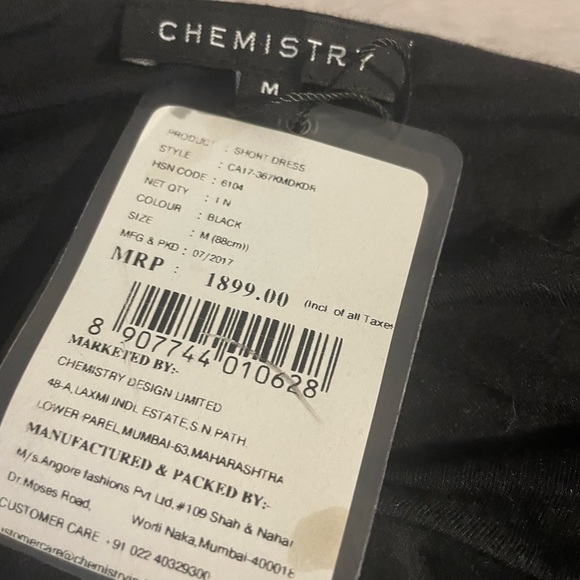 CHEMISTRY
M
PRODUCT : SHORT DRESS
STYLE : CA17-367KMDKDR
HSN CODE : 6104
NET QTY : 1 N
COLOUR : BLACK
SIZE : M (88cm))
MFG & PKD : 07/2017
MRP : 1899.00 (Incl of all Taxes
8 907744 010628
MARKETED BY:-
CHEMISTRY DESIGN LIMITED
48-A, LAXMI INDL ESTATE, S.N. PATH
LOWER PAREL, MUMBAI-63, MAHARASHTRA
MANUFACTURED & PACKED BY:-
M/s.Angore fashions Pvt Ltd,#109 Shah & Nahar
Dr.Moses Road, Worli Naka, Mumbai-400018
CUSTOMER CARE +91 022 40329300